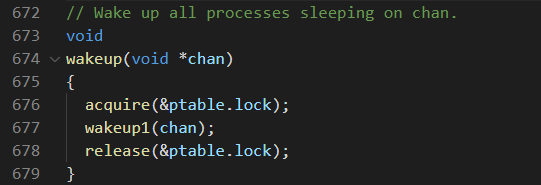 672 // Wake up all processes sleeping on chan.
673 void
674 wakeup(void *chan)
675 {
676 acquire(&ptable.lock);
677 wakeup1(chan);
678 release(&ptable.lock);
679 }